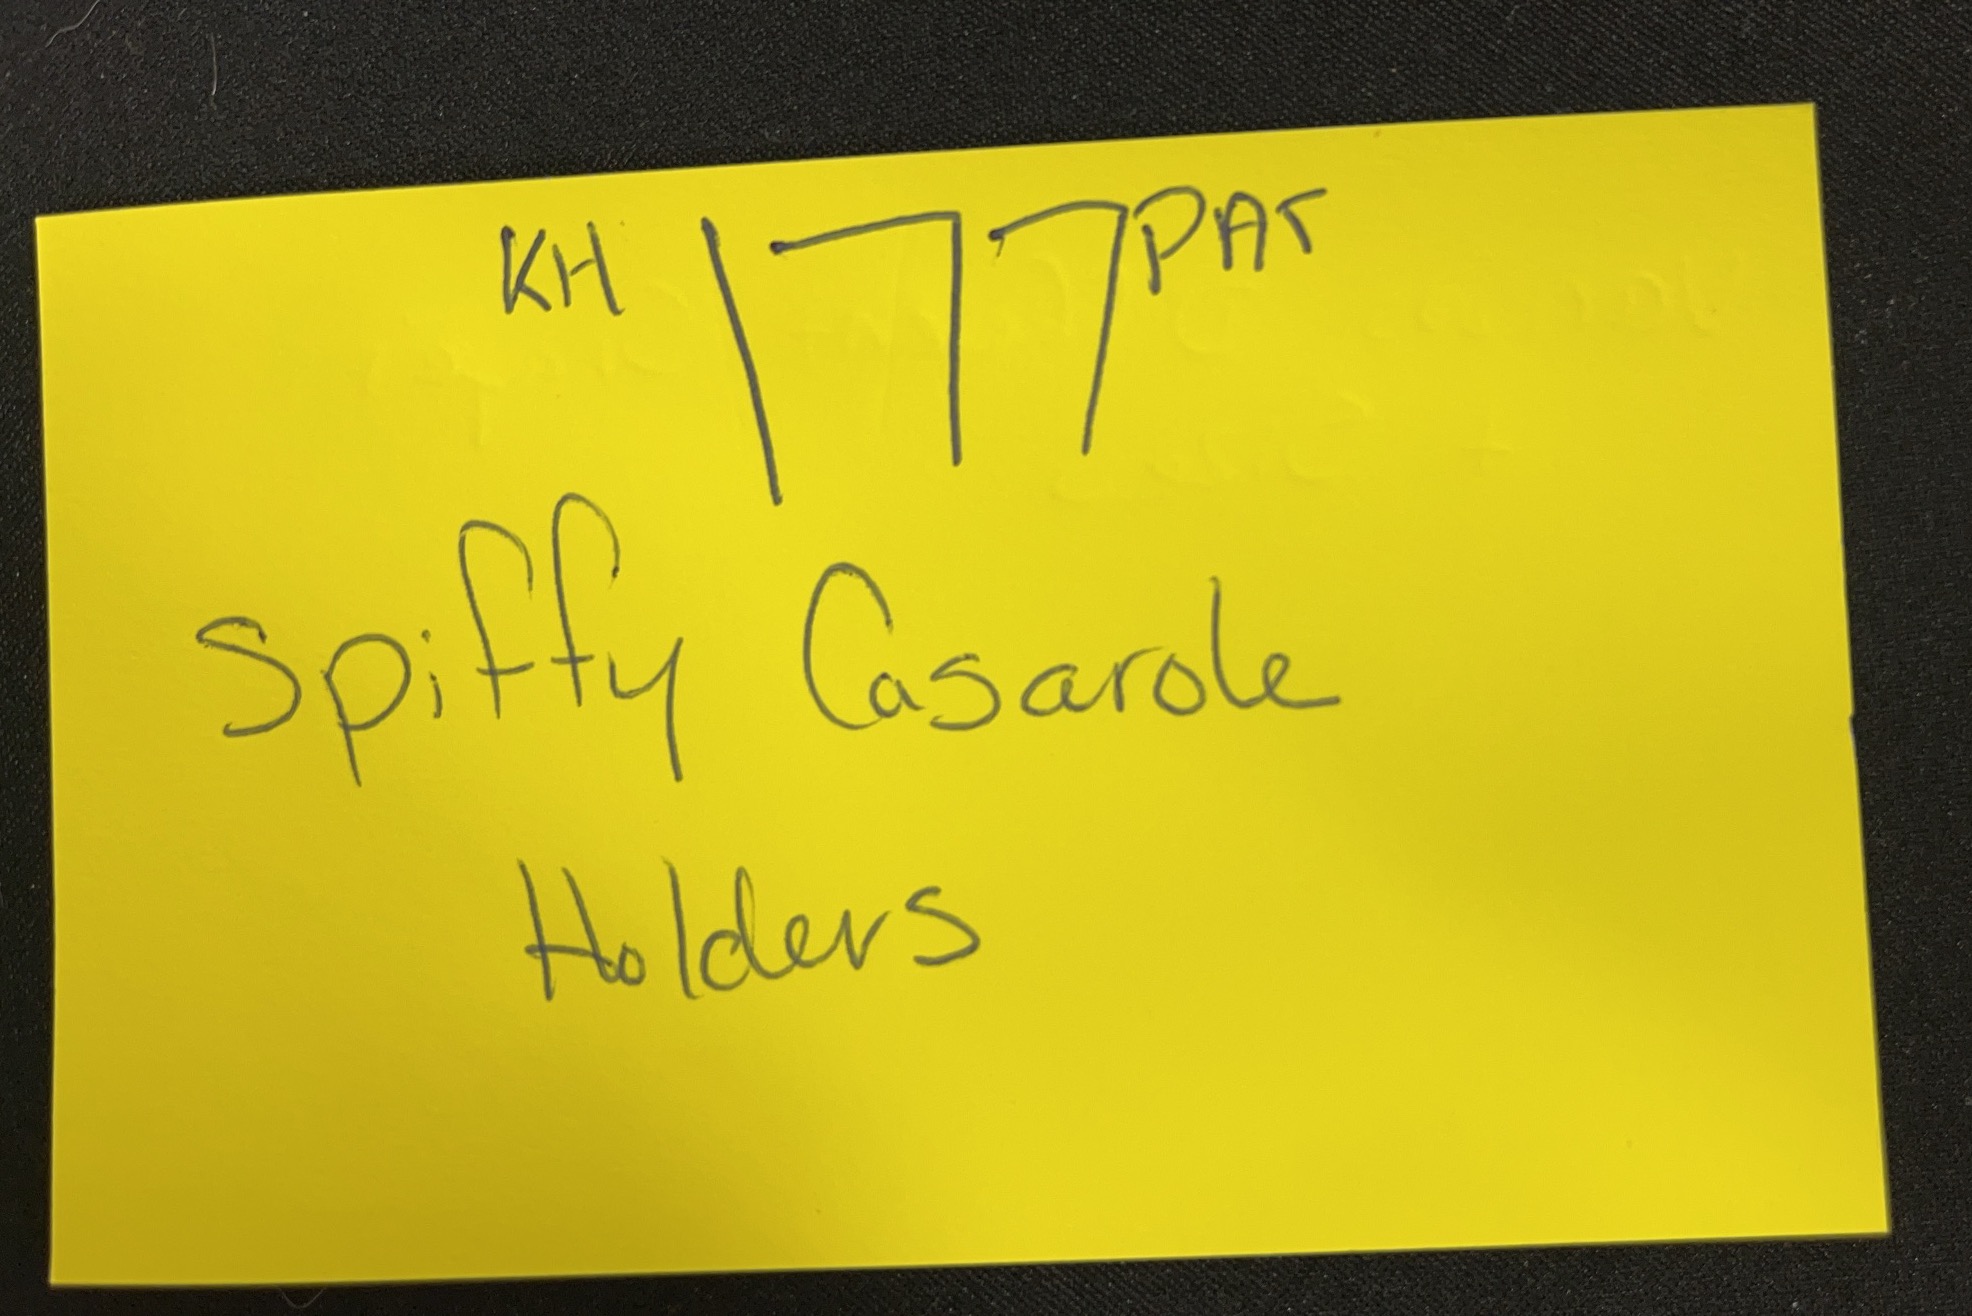 KH 177 PAT
Spiffy Casarole
Holders